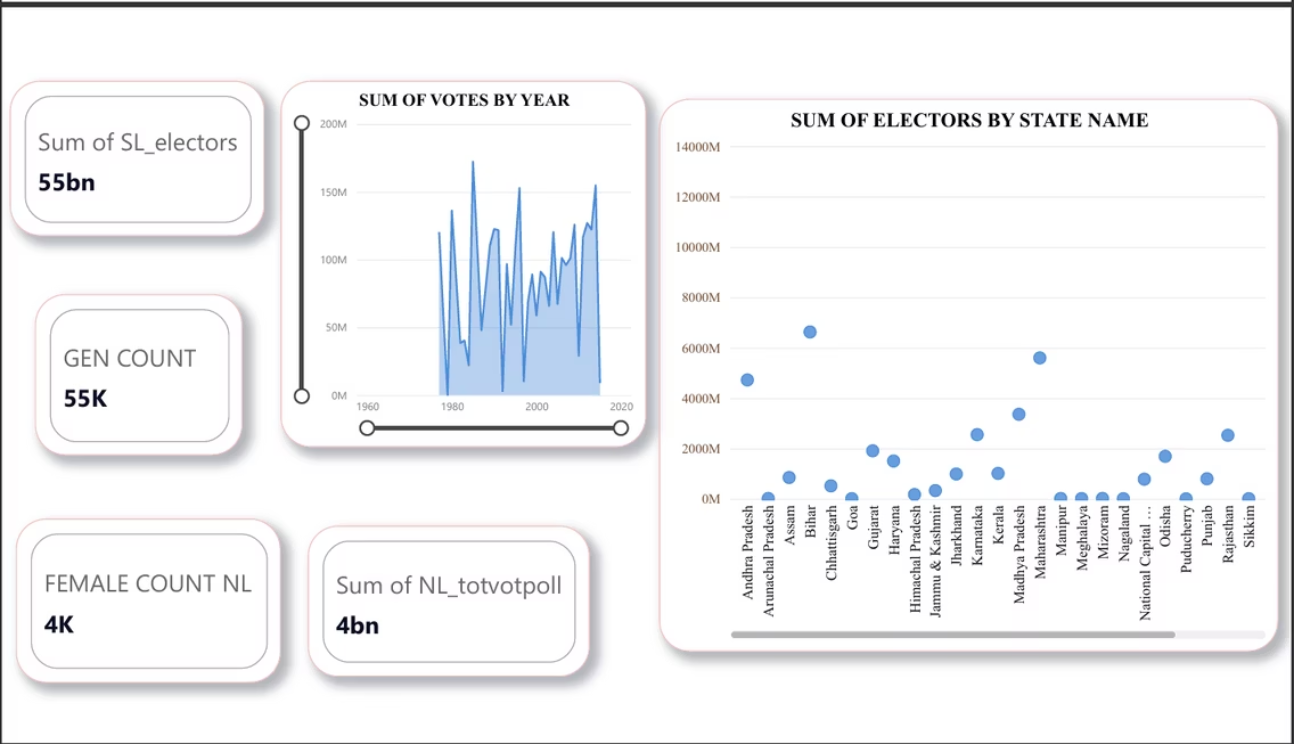 Sum of SL_electors
55bn
GEN COUNT
55K
FEMALE COUNT NL
4K
Sum of NL_totvotpoll
4bn
SUM OF VOTES BY YEAR
200M
150M
100M
50M
0M
1960 1980 2000 2020
SUM OF ELECTORS BY STATE NAME
14000M
12000M
10000M
8000M
6000M
4000M
2000M
0M
Andhra Pradesh
Arunachal Pradesh
Assam
Bihar
Chhattisgarh
Goa
Gujarat
Haryana
Himachal Pradesh
Jammu & Kashmir
Jharkhand
Karnataka
Kerala
Madhya Pradesh
Maharashtra
Manipur
Meghalaya
Mizoram
Nagaland
National Capital ...
Odisha
Puducherry
Punjab
Rajasthan
Sikkim